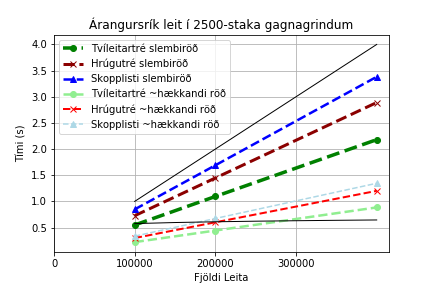 Árangursrík leit í 2500-staka gagnagrindum
4.0
3.5
3.0
2.5
2.0
1.5
1.0
0.5
Tími (s)
Tvíleitartré slembiröð
Hrúgutré slembiröð
Skopplisti slembiröð
Tvíleitartré ~hækkandi röð
Hrúgutré ~hækkandi röð
Skopplisti ~hækkandi röð
0 100000 200000 300000
Fjöldi Leita